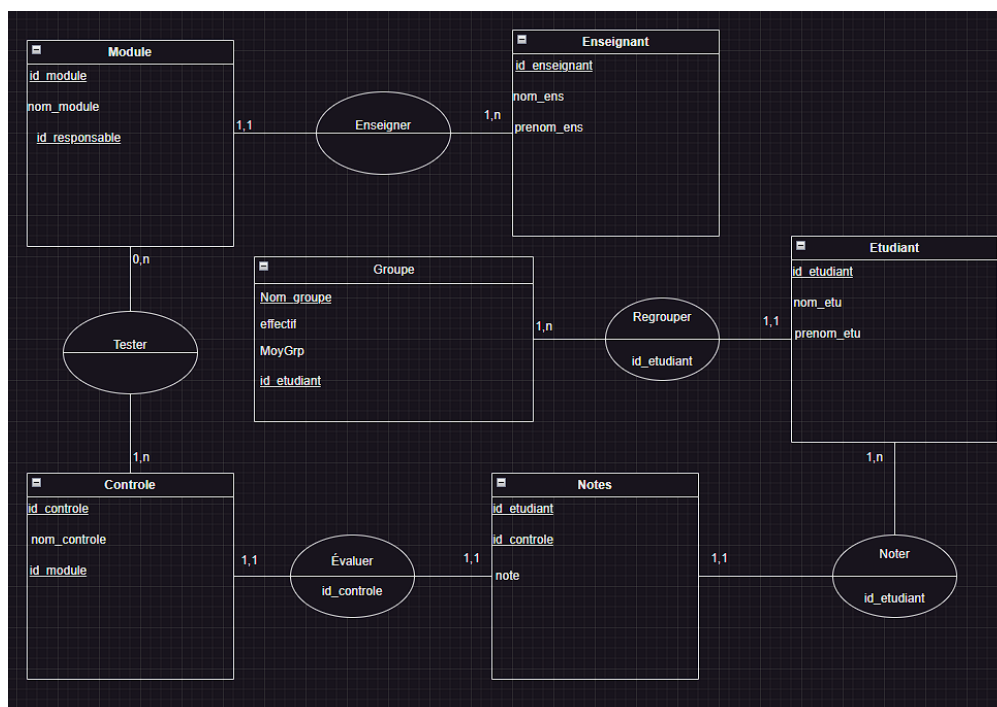 Module
id_module
nom_module
id_responsable
1,1
Enseigner
1,n
Enseignant
id_enseignant
nom_ens
prenom_ens
0,n
Tester
1,n
Groupe
Nom_groupe
effectif
MoyGrp
id_etudiant
1,n
Regrouper
id_etudiant
1,1
Etudiant
id_etudiant
nom_etu
prenom_etu
1,n
Controle
id_controle
nom_controle
id_module
1,1
Évaluer
id_controle
1,1
Notes
id_etudiant
id_controle
note
1,1
Noter
id_etudiant